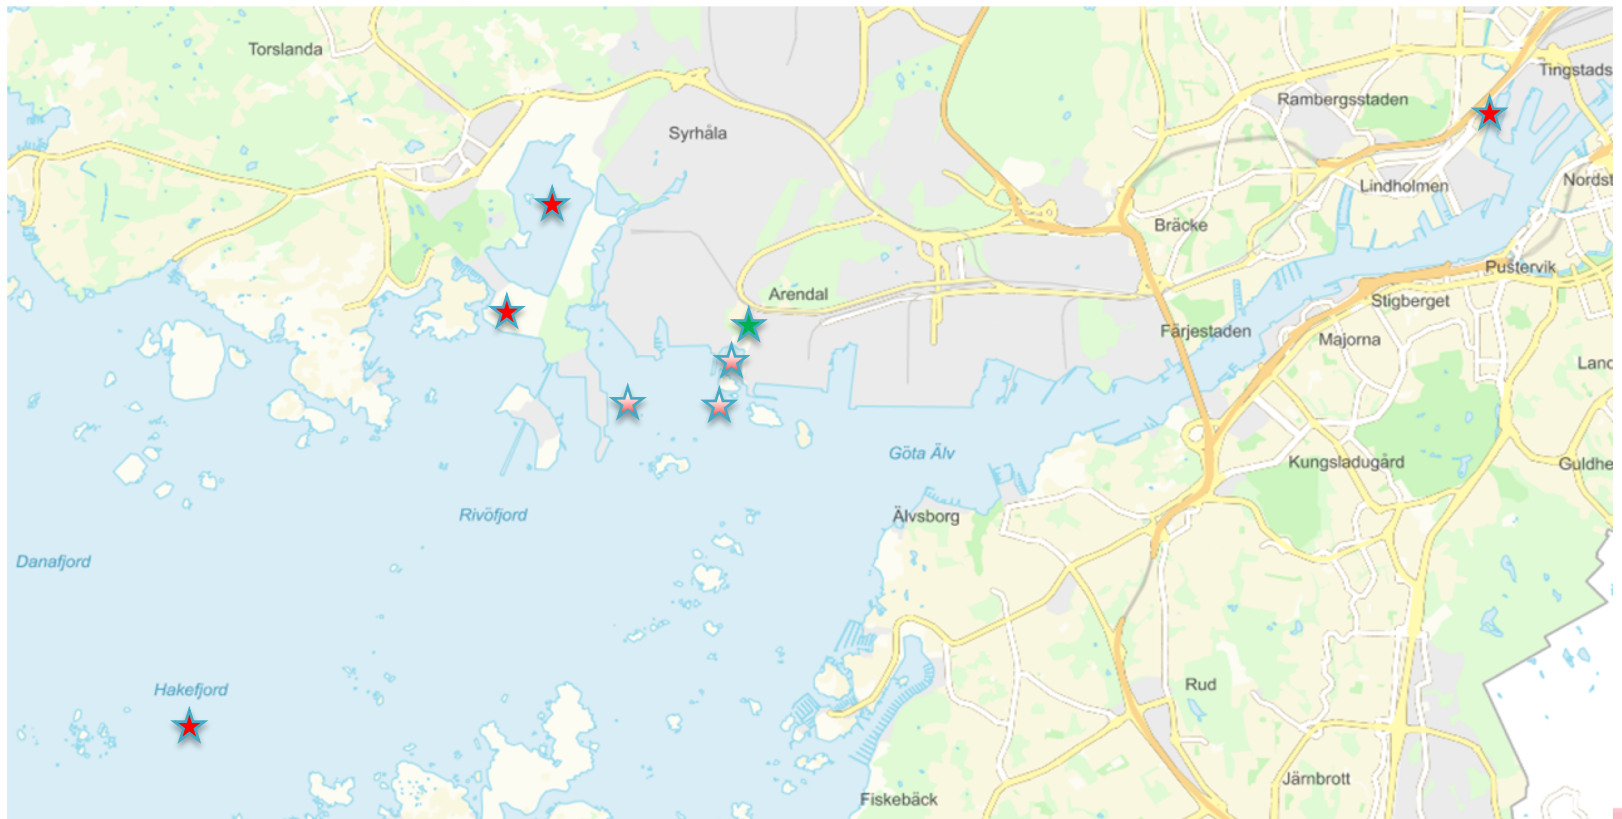 Torslanda
Tingstads
Rambergsstaden
Syrhåla
Nordst
Lindholmen
Bräcke
Pustervik
Arendal
Stigberget
Färjestaden
Majorna
Land
Göta Älv
Kungsladugård
Guldhe
Rivöfjord
Älvsborg
Danafjord
Rud
Hakefjord
Järnbrott
Fiskebäck